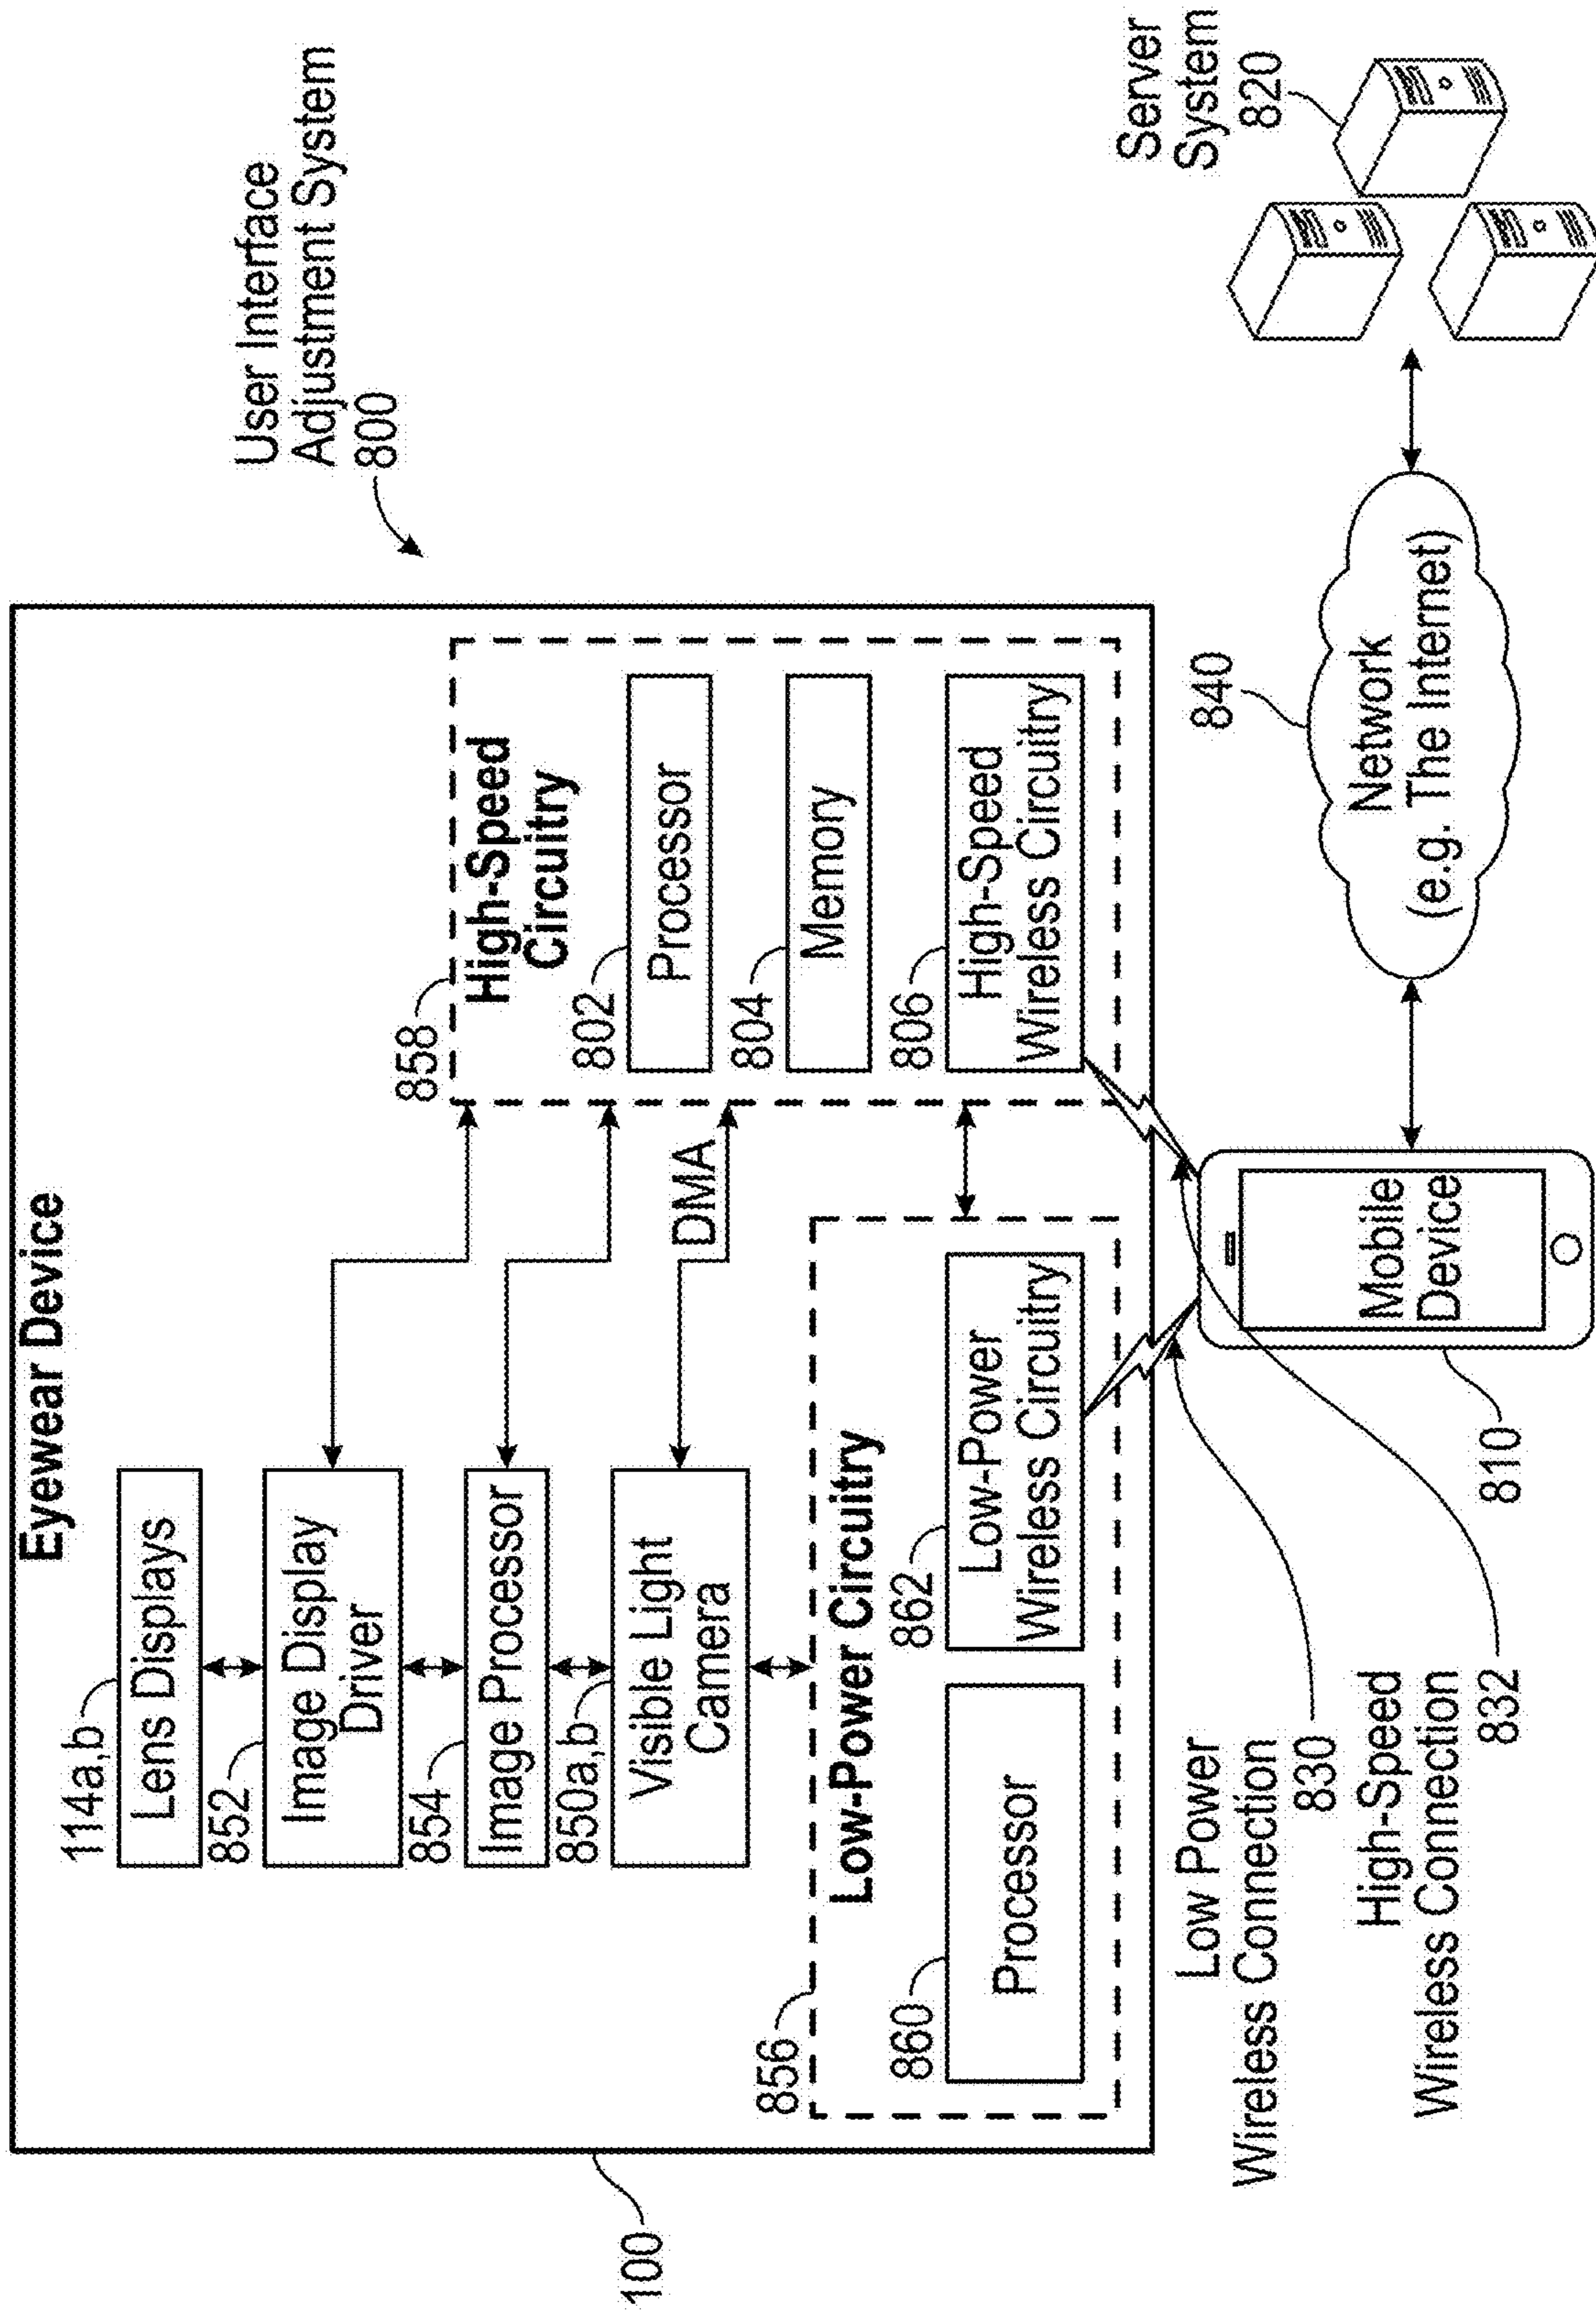 User Interface
Adjustment System
800
Eyewear Device
114a,b
Lens Displays
852
Image Display
Driver
854
Image Processor
850a,b
Visible Light
Camera
DMA
858
High-Speed
Circuitry
802
Processor
804
Memory
806
High-Speed
Wireless Circuitry
856
Low-Power Circuitry
860
Processor
862
Low-Power
Wireless Circuitry
100
Low Power
Wireless Connection
830
High-Speed
Wireless Connection
832
Mobile
Device
810
840
Network
(e.g. The Internet)
Server
System
820